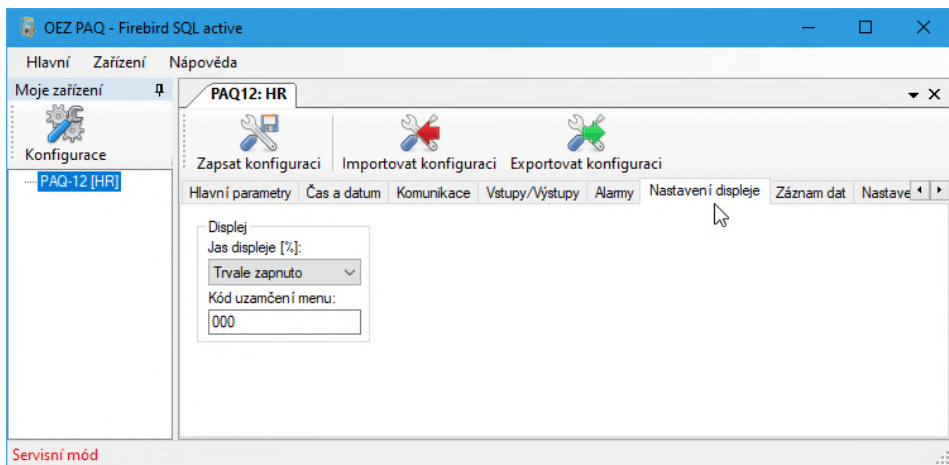 OEZ PAQ - Firebird SQL active
Hlavní Zařízení Nápověda
Moje zařízení
Konfigurace
PAQ-12 [HR]
PAQ12: HR
Zapsat konfiguraci Importovat konfiguraci Exportovat konfiguraci
Hlavní parametry Čas a datum Komunikace Vstupy/Výstupy Alarmy Nastavení displeje Záznam dat Nastave
Displej
Jas displeje [%]:
Trvale zapnuto
Kód uzamčení menu:
000
Servisní mód